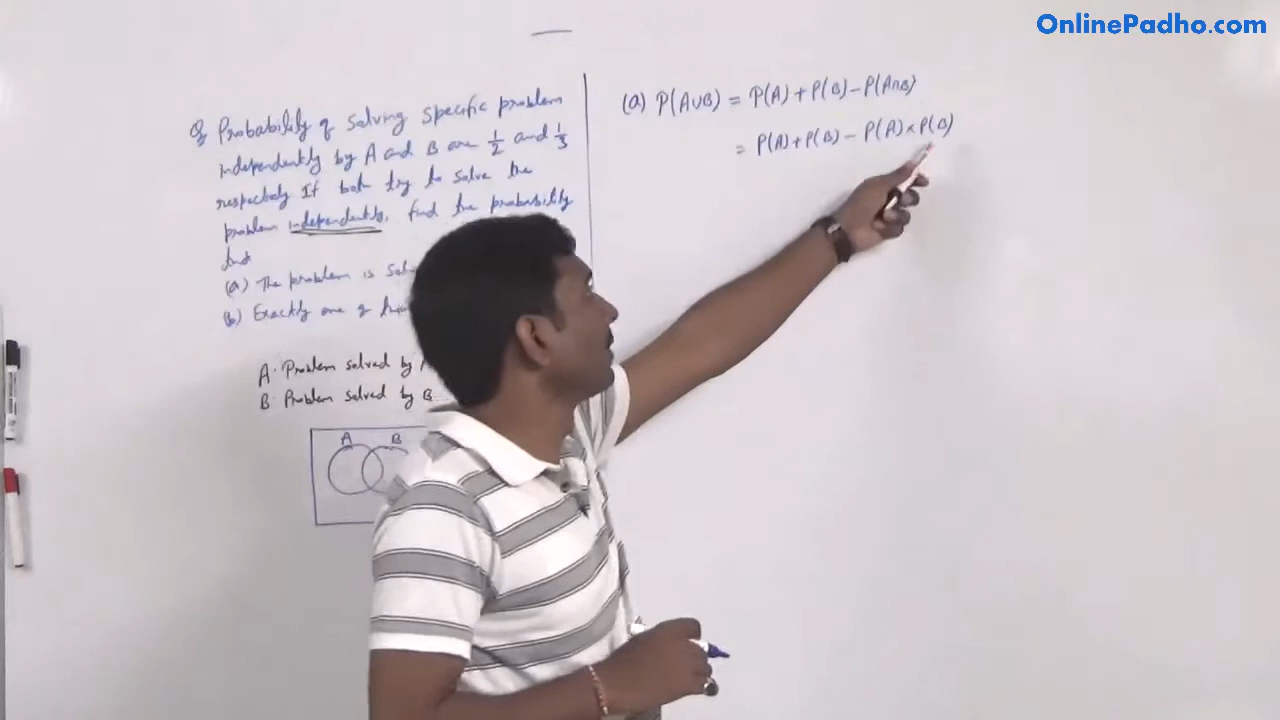 OnlinePadho.com
Q Probability of solving specific problem
independently by A and B are 1/2 and 1/3
respectively If both try to solve the
problem independently, find the probability
that
(a) The problem is
(b) Exactly one of
A: Problem solved by
B: Problem solved by B
A B
(a) P(A∪B) = P(A) + P(B) - P(A∩B)
= P(A) + P(B) - P(A) × P(B)